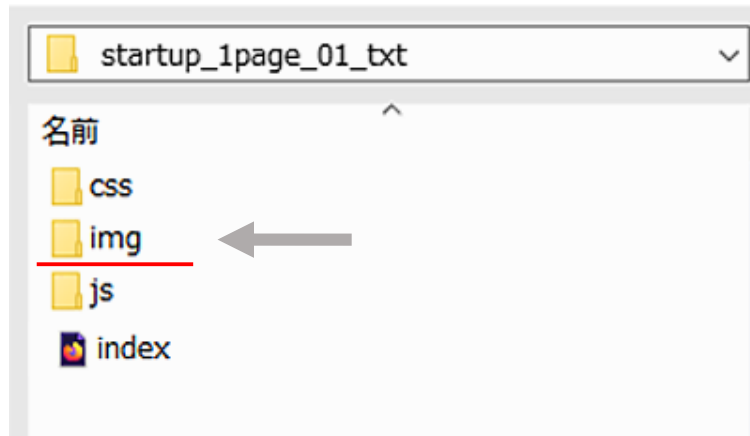 startup_1page_01_txt
名前
css
img
js
index